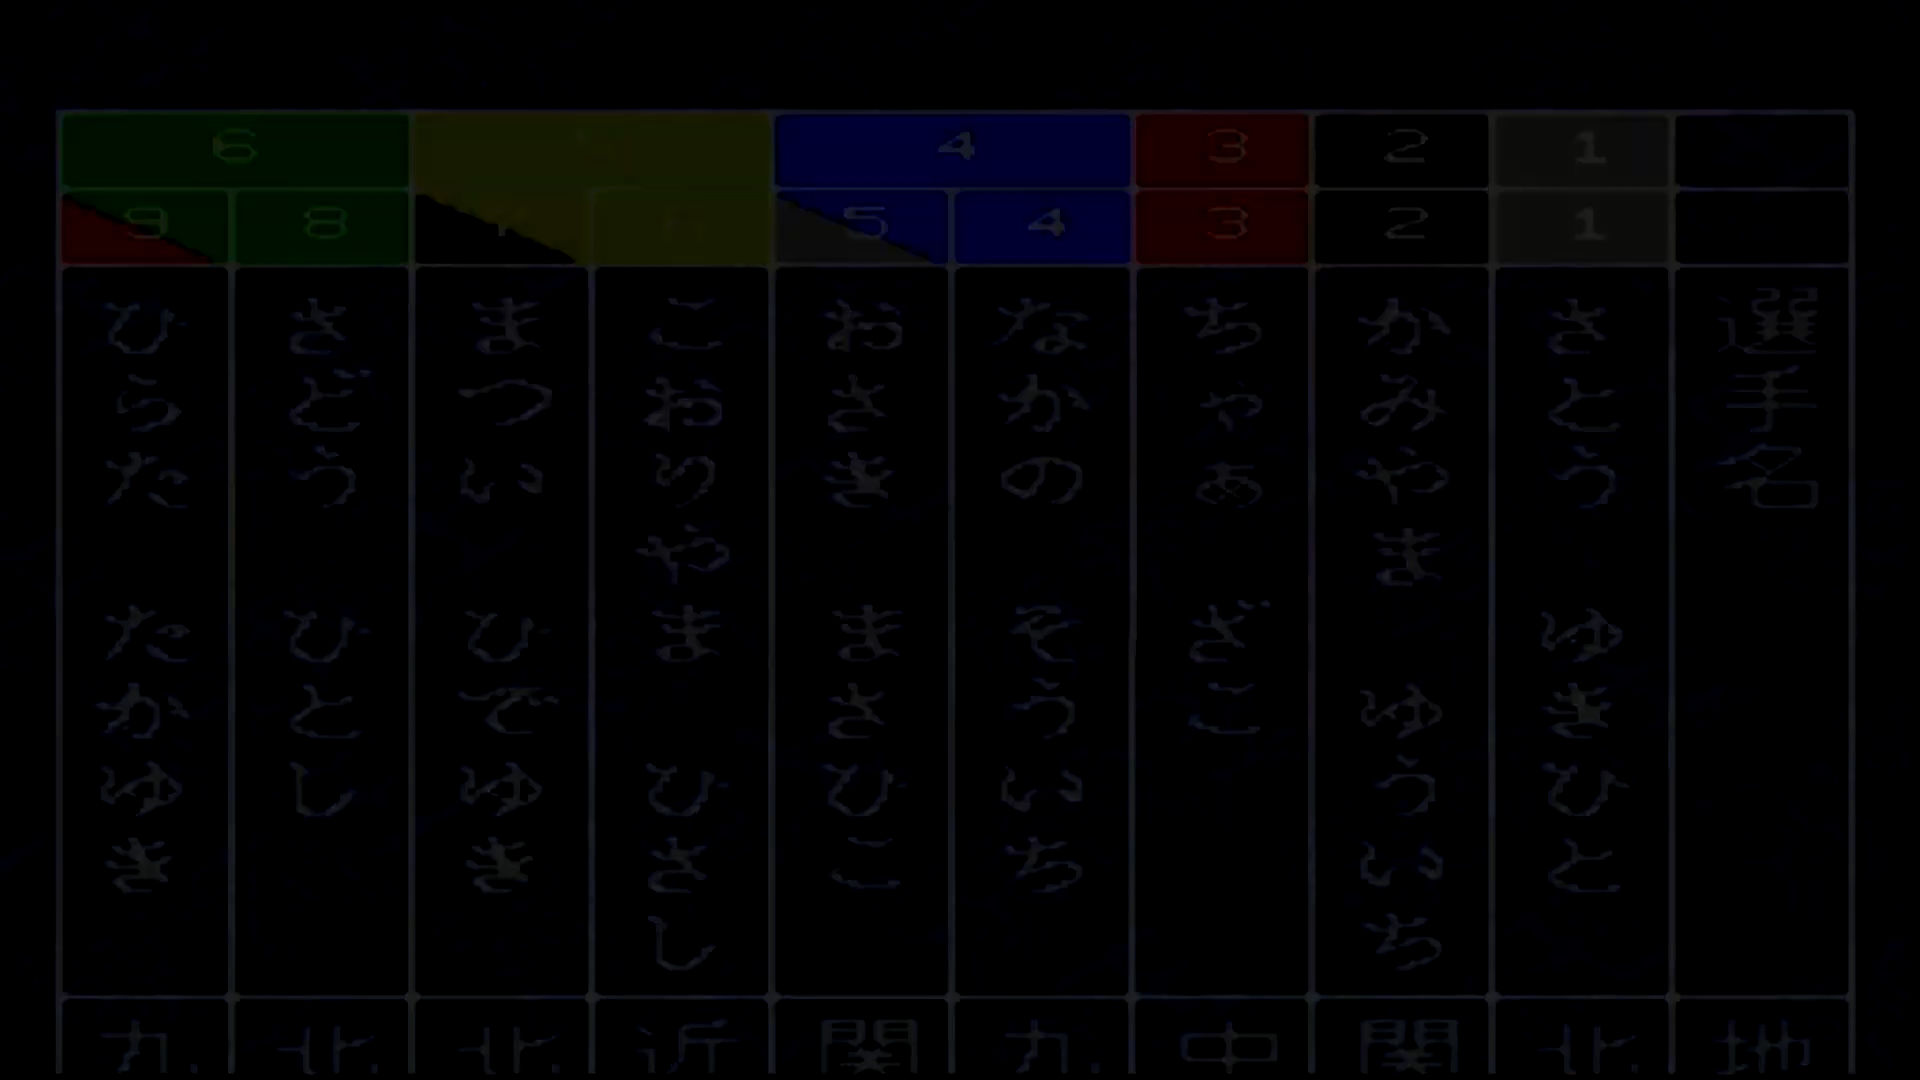 6 4 3 2 1
9 8 5 4 3 2 1
選手名
さとう ゆきひと
かみやま ゆういち
ちゃぁ ざこ
なかの そういち
おさき まさひこ
こおりやま ひさし
まつい ひでゆき
さどう ひとし
ひらた たかゆき
九 北 北 近 関 九 中 関 北 地